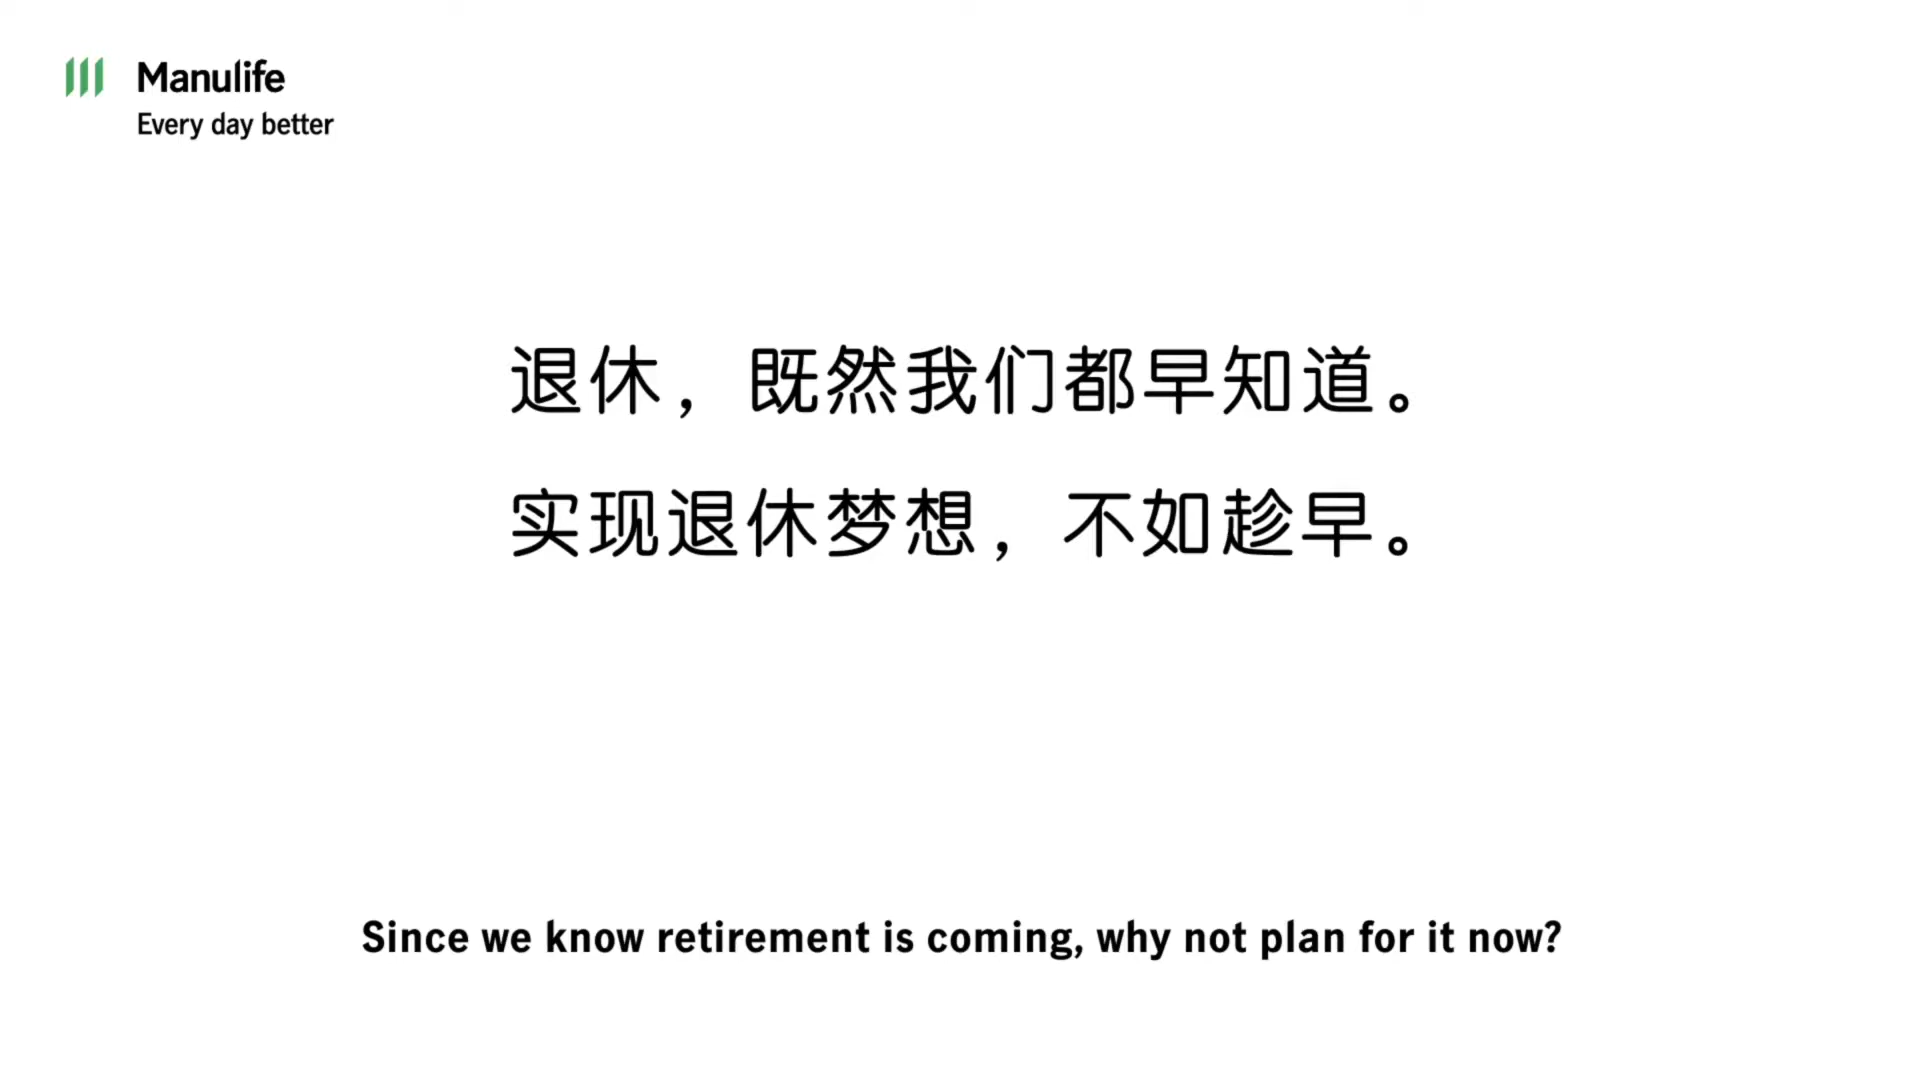 Manulife
Every day better
退休，既然我们都早知道。
实现退休梦想，不如趁早。
Since we know retirement is coming, why not plan for it now?